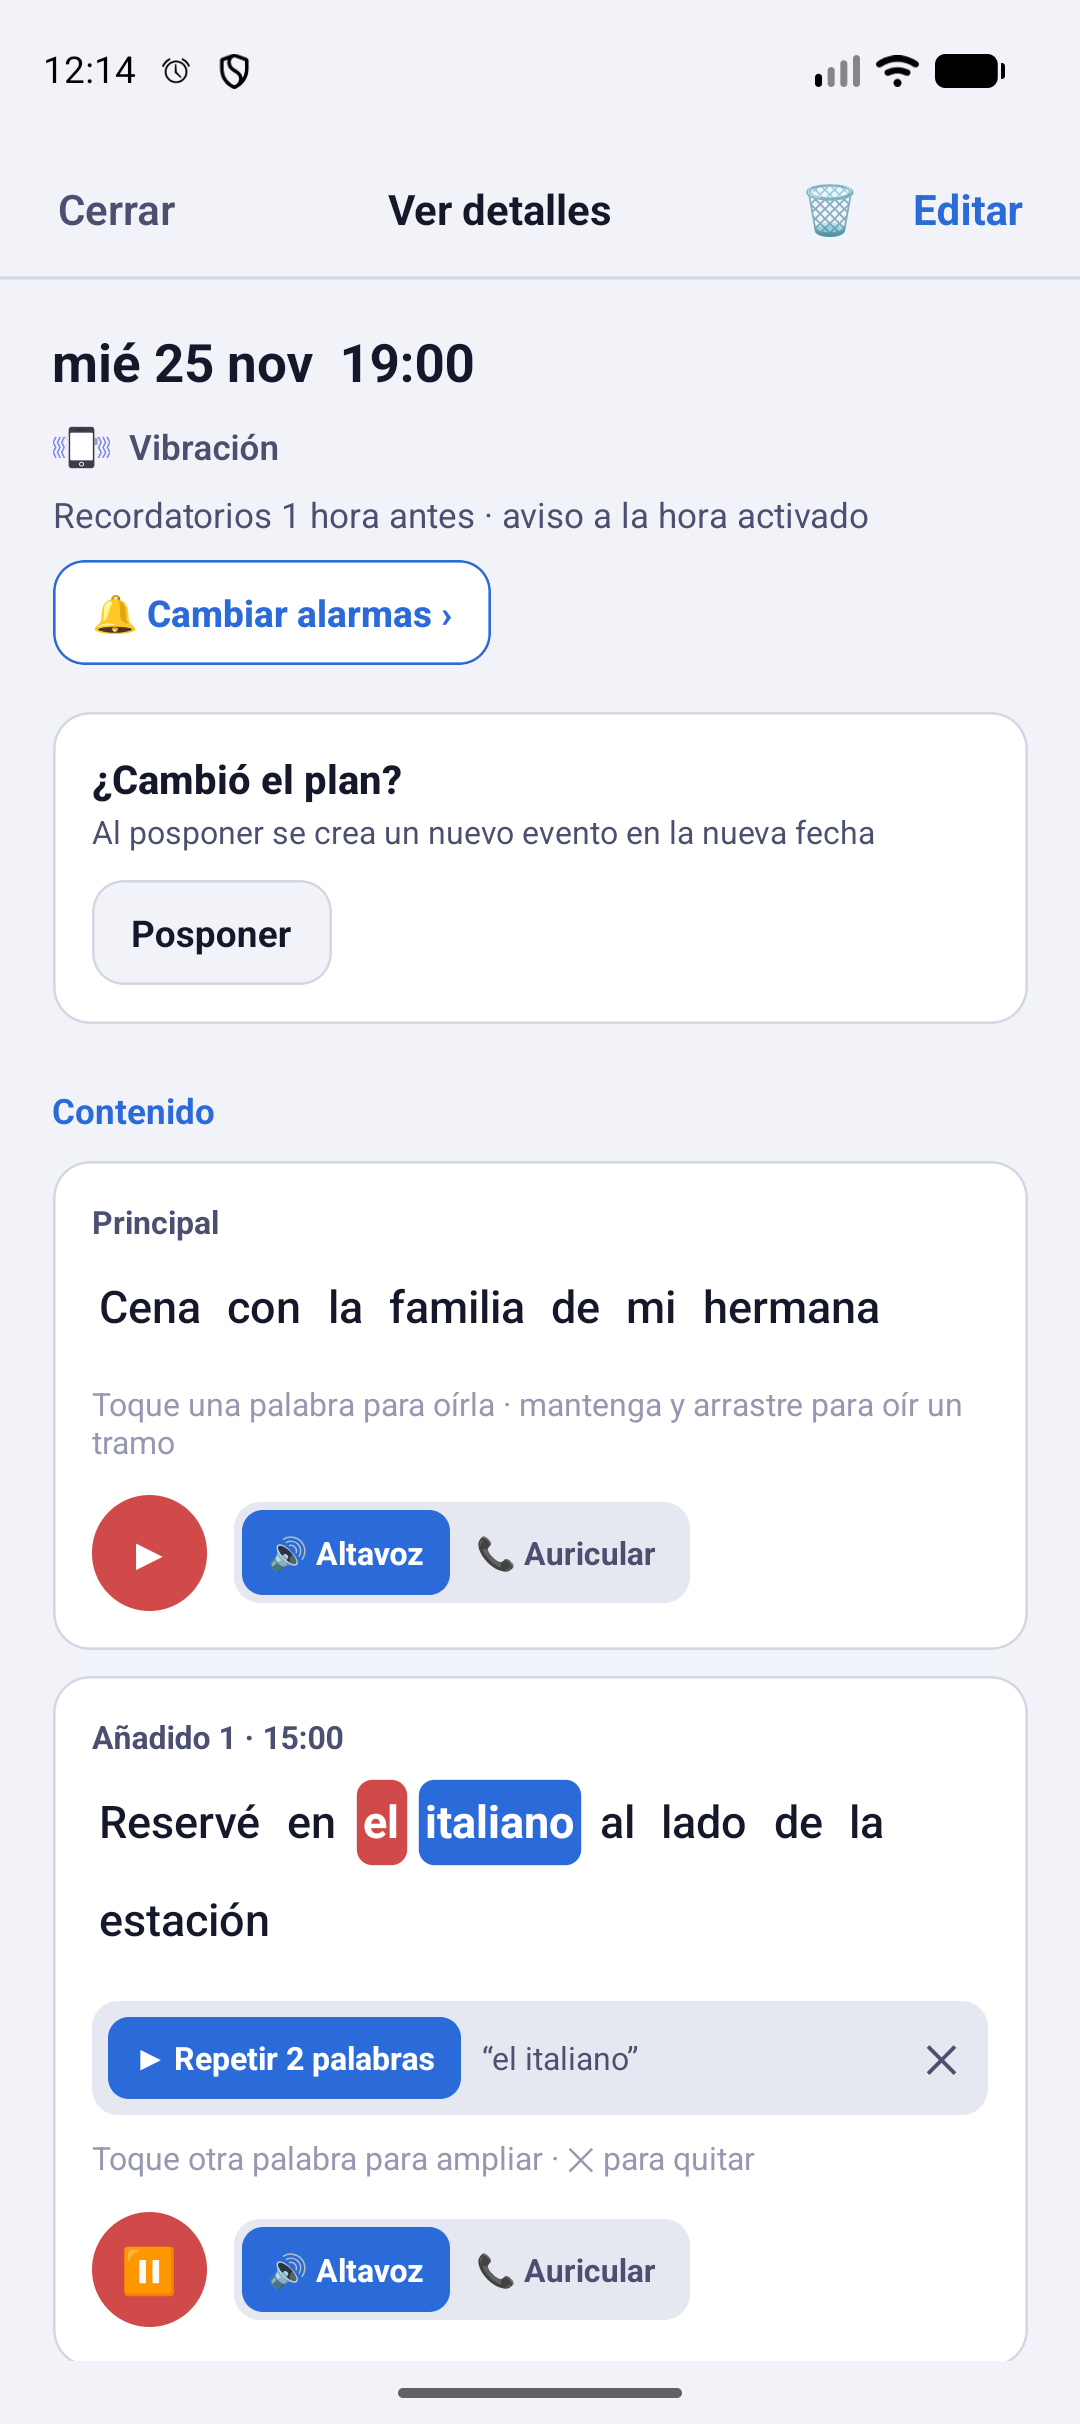 12:14
Cerrar
Ver detalles
Editar
mié 25 nov 19:00
Vibración
Recordatorios 1 hora antes · aviso a la hora activado
Cambiar alarmas ›
¿Cambió el plan?
Al posponer se crea un nuevo evento en la nueva fecha
Posponer
Contenido
Principal
Cena con la familia de mi hermana
Toque una palabra para oírla · mantenga y arrastre para oír un
tramo
Altavoz
Auricular
Añadido 1 · 15:00
Reservé en el italiano al lado de la
estación
▶ Repetir 2 palabras
“el italiano”
Toque otra palabra para ampliar · ✕ para quitar
Altavoz
Auricular